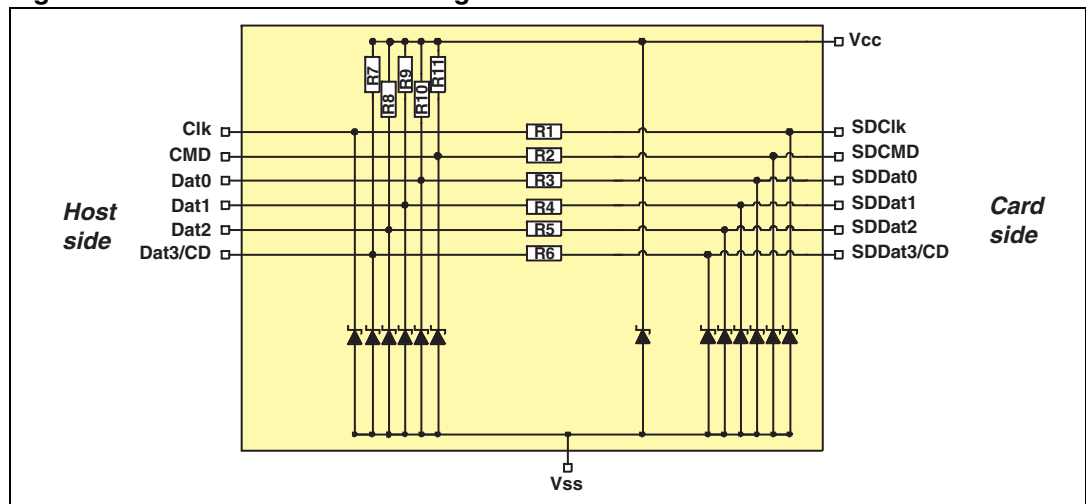 Vcc
R7
R8
R9
R10
R11
Clk
R1
SDClk
CMD
R2
SDCMD
Dat0
R3
SDDat0
Dat1
R4
SDDat1
Dat2
R5
SDDat2
Dat3/CD
R6
SDDat3/CD
Host
side
Card
side
Vss